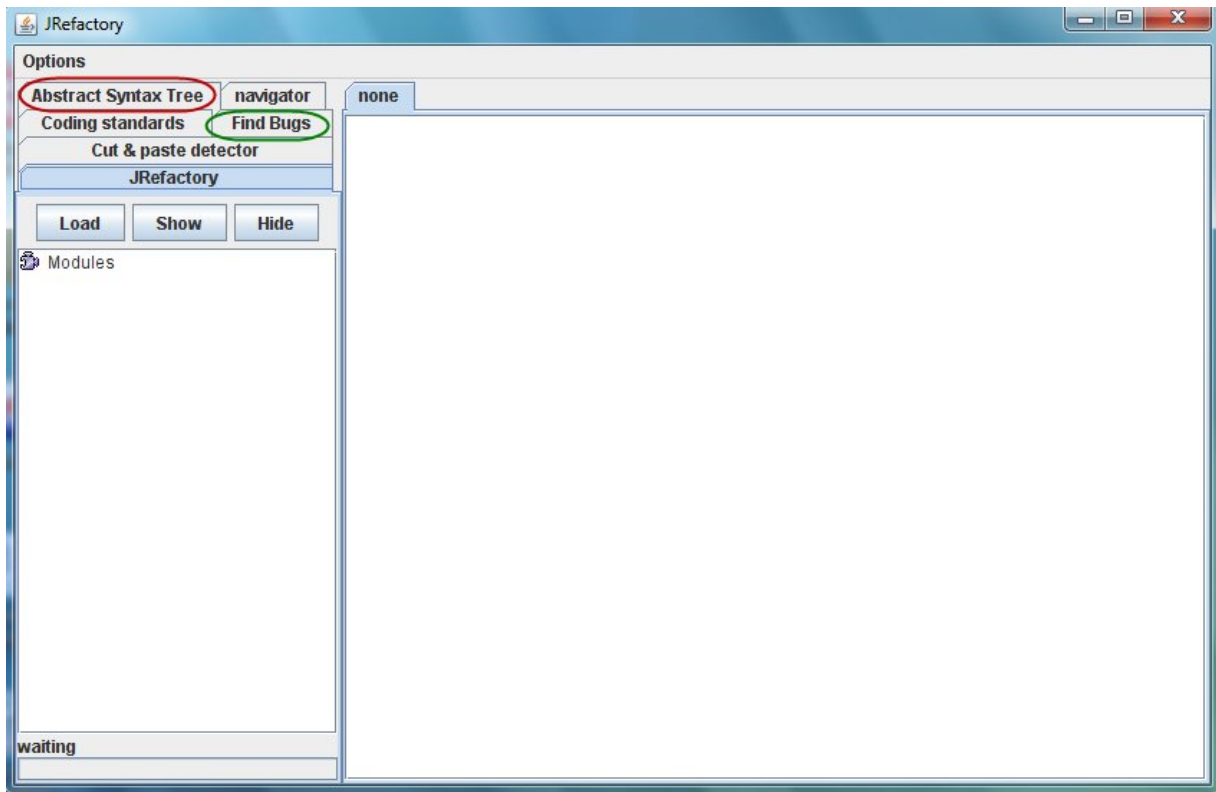 JRefactory
Options
Abstract Syntax Tree navigator none
Coding standards Find Bugs
Cut & paste detector
JRefactory
Load Show Hide
Modules
waiting